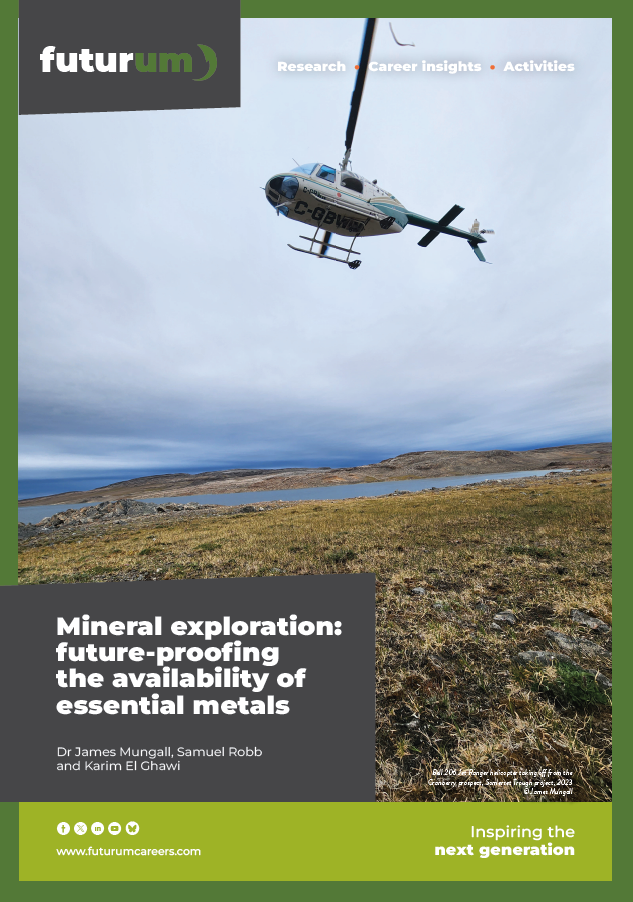 futurum
Research • Career insights • Activities
C-GBWN
Mineral exploration:
future-proofing
the availability of
essential metals
Dr James Mungall, Samuel Robb
and Karim El Ghawi
Bell 206 Jet Ranger helicopter taking off from the
Cranberry prospect, Somerset Trough project, 2023
© James Mungall
www.futurumcareers.com
Inspiring the
next generation